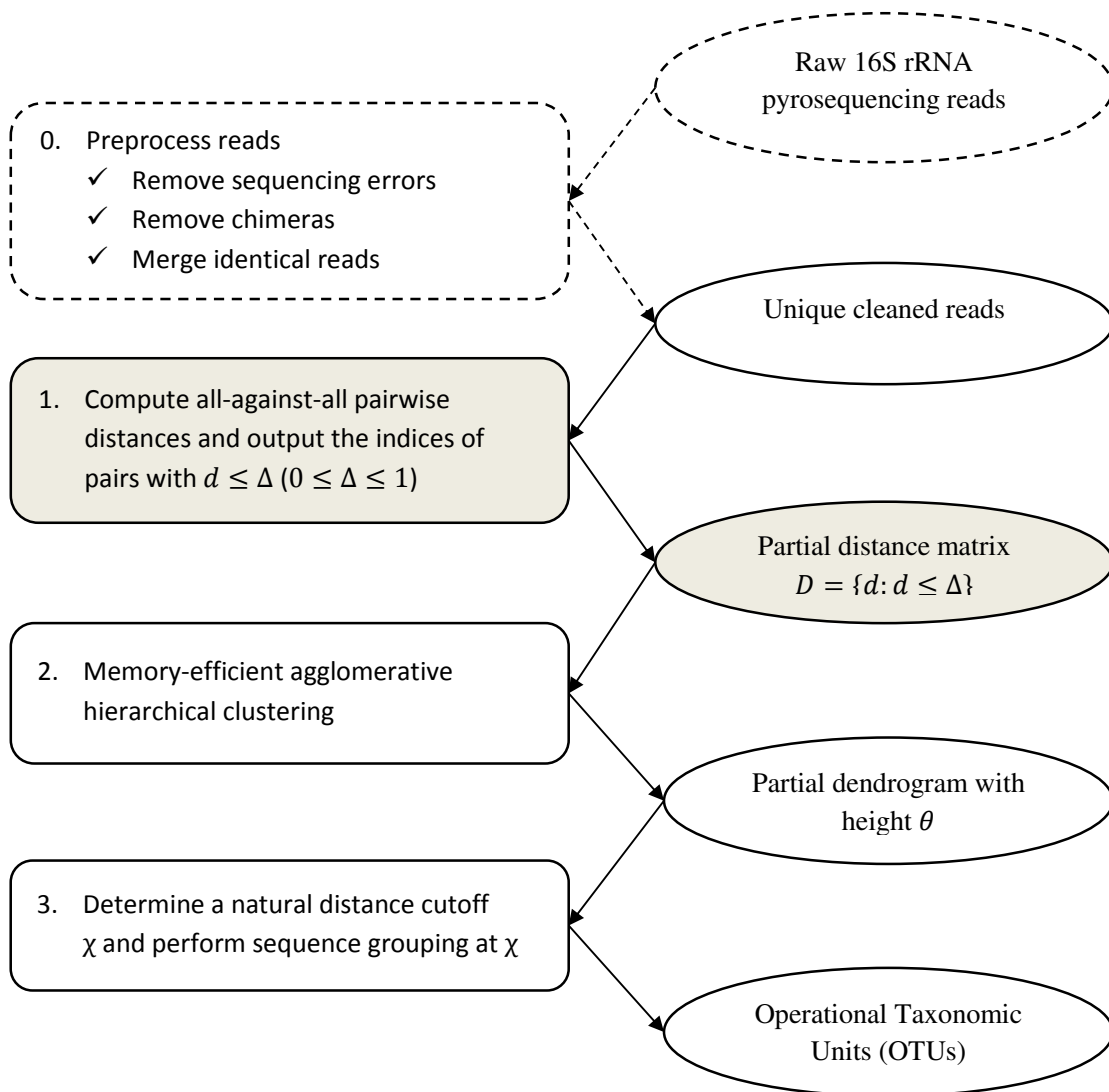 Raw 16S rRNA
pyrosequencing reads
0. Preprocess reads
✓ Remove sequencing errors
✓ Remove chimeras
✓ Merge identical reads
Unique cleaned reads
1. Compute all-against-all pairwise
distances and output the indices of
pairs with d ≤ Δ (0 ≤ Δ ≤ 1)
Partial distance matrix
D = {d: d ≤ Δ}
2. Memory-efficient agglomerative
hierarchical clustering
Partial dendrogram with
height θ
3. Determine a natural distance cutoff
χ and perform sequence grouping at χ
Operational Taxonomic
Units (OTUs)